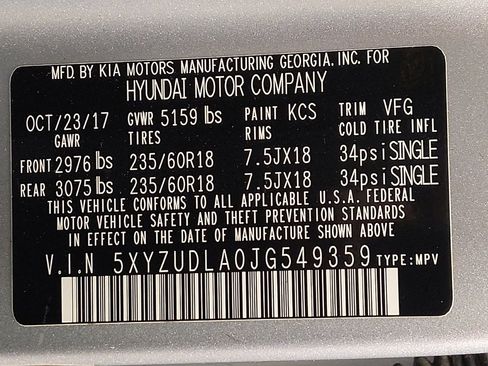 MFD. BY KIA MOTORS MANUFACTURING GEORGIA. INC. FOR
HYUNDAI MOTOR COMPANY
OCT/23/17 GVWR 5159 lbs PAINT KCS TRIM VFG
GAWR TIRES RIMS COLD TIRE INFL
FRONT 2976 lbs 235/60R18 7.5JX18 34psi SINGLE
REAR 3075 lbs 235/60R18 7.5JX18 34psi SINGLE
THIS VEHICLE CONFORMS TO ALL APPLICABLE U.S.A. FEDERAL
MOTOR VEHICLE SAFETY AND THEFT PREVENTION STANDARDS
IN EFFECT ON THE DATE OF MANUFACTURE SHOWN ABOVE
V.I.N 5XYZUDLA0JG549359 TYPE:MPV